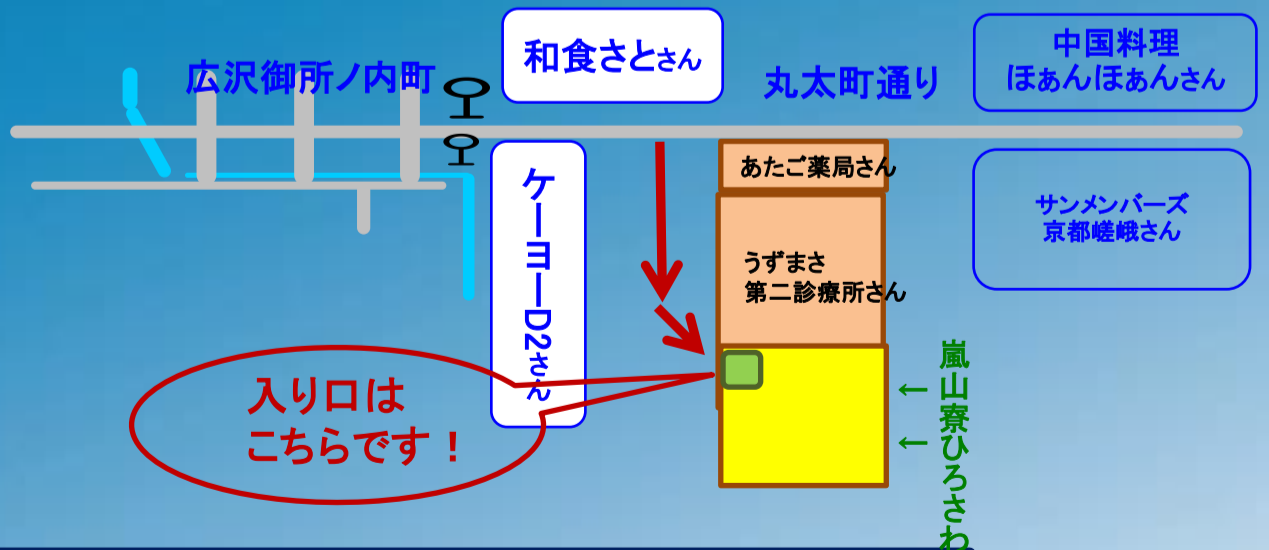 和食さとさん
中国料理
ほぁんほぁんさん
広沢御所ノ内町
丸太町通り
あたご薬局さん
ケーヨーD2さん
サンメンバーズ
京都嵯峨さん
うずまさ
第二診療所さん
入り口は
こちらです！
←
←
嵐山寮ひろさわ